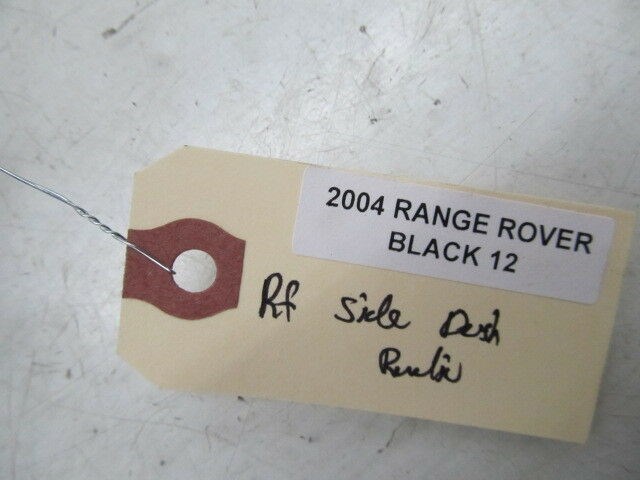 2004 RANGE ROVER
BLACK 12
Rf Side Dash